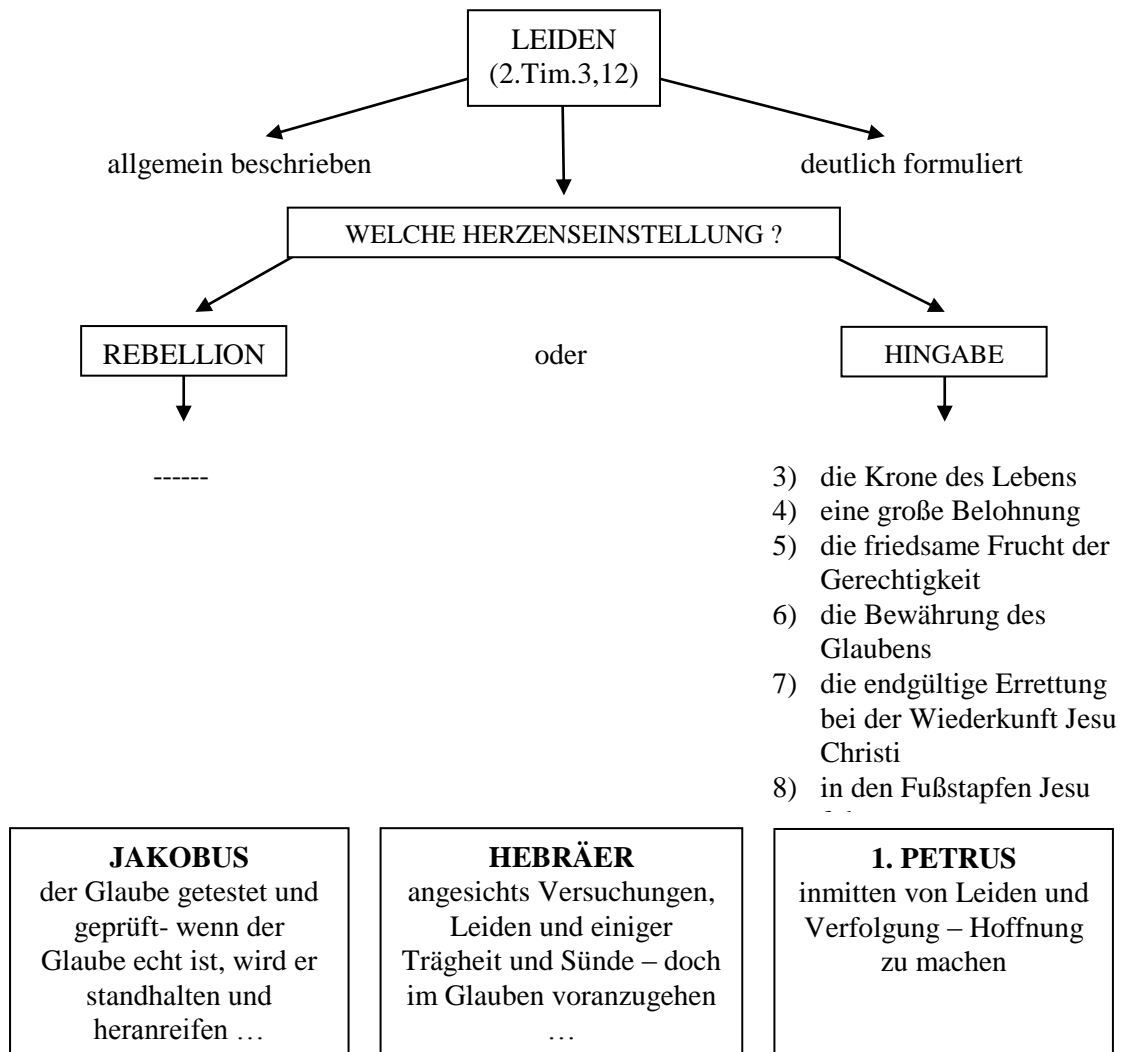 LEIDEN
(2.Tim.3,12)
allgemein beschrieben
deutlich formuliert
WELCHE HERZENSEINSTELLUNG ?
REBELLION
oder
HINGABE
------
3) die Krone des Lebens
4) eine große Belohnung
5) die friedsame Frucht der
Gerechtigkeit
6) die Bewährung des
Glaubens
7) die endgültige Errettung
bei der Wiederkunft Jesu
Christi
8) in den Fußstapfen Jesu
JAKOBUS
der Glaube getestet und
geprüft- wenn der
Glaube echt ist, wird er
standhalten und
heranreifen …
HEBRÄER
angesichts Versuchungen,
Leiden und einiger
Trägheit und Sünde – doch
im Glauben voranzugehen
…
1. PETRUS
inmitten von Leiden und
Verfolgung – Hoffnung
zu machen